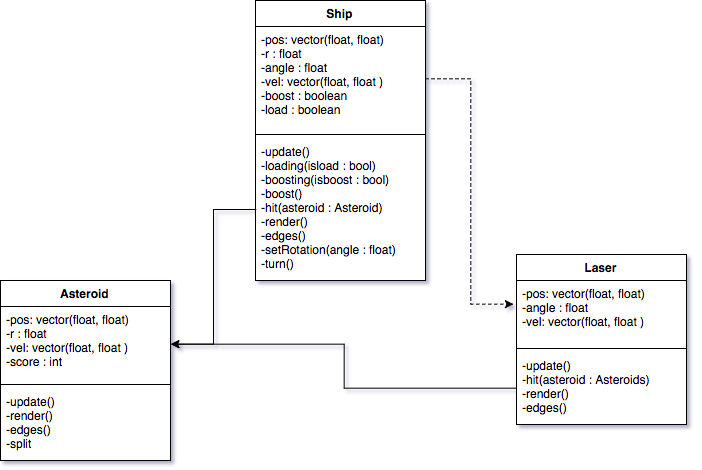 Ship
-pos: vector(float, float)
-r : float
-angle : float
-vel: vector(float, float )
-boost : boolean
-load : boolean
-update()
-loading(isload : bool)
-boosting(isboost : bool)
-boost()
-hit(asteroid : Asteroid)
-render()
-edges()
-setRotation(angle : float)
-turn()
Asteroid
-pos: vector(float, float)
-r : float
-vel: vector(float, float )
-score : int
-update()
-render()
-edges()
-split
Laser
-pos: vector(float, float)
-angle : float
-vel: vector(float, float )
-update()
-hit(asteroid : Asteroids)
-render()
-edges()